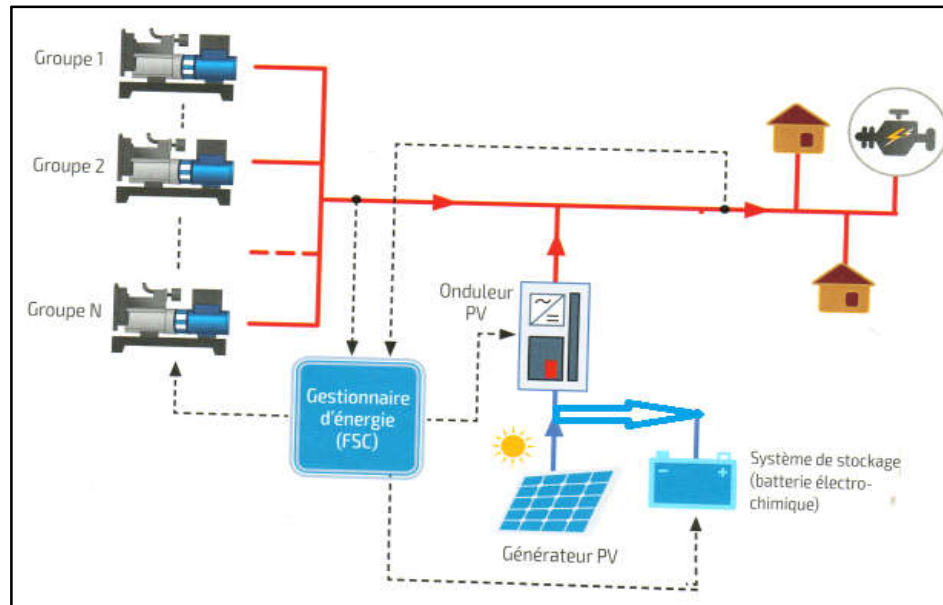 Groupe 1
Groupe 2
Groupe N
Onduleur
PV
Gestionnaire
d'énergie
(FSC)
Système de stockage
(batterie électro-
chimique)
Générateur PV